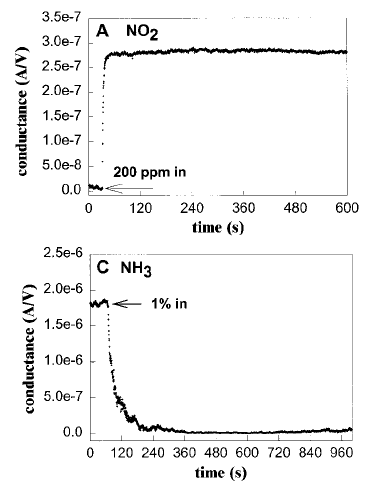 A NO2
3.5e-7
3.0e-7
2.5e-7
2.0e-7
1.5e-7
1.0e-7
5.0e-8
0.0
conductance (A/V)
200 ppm in
0 120 240 360 480 600
time (s)
C NH3
2.5e-6
2.0e-6
1.5e-6
1.0e-6
5.0e-7
0.0
conductance (A/V)
1% in
0 120 240 360 480 600 720 840 960
time (s)